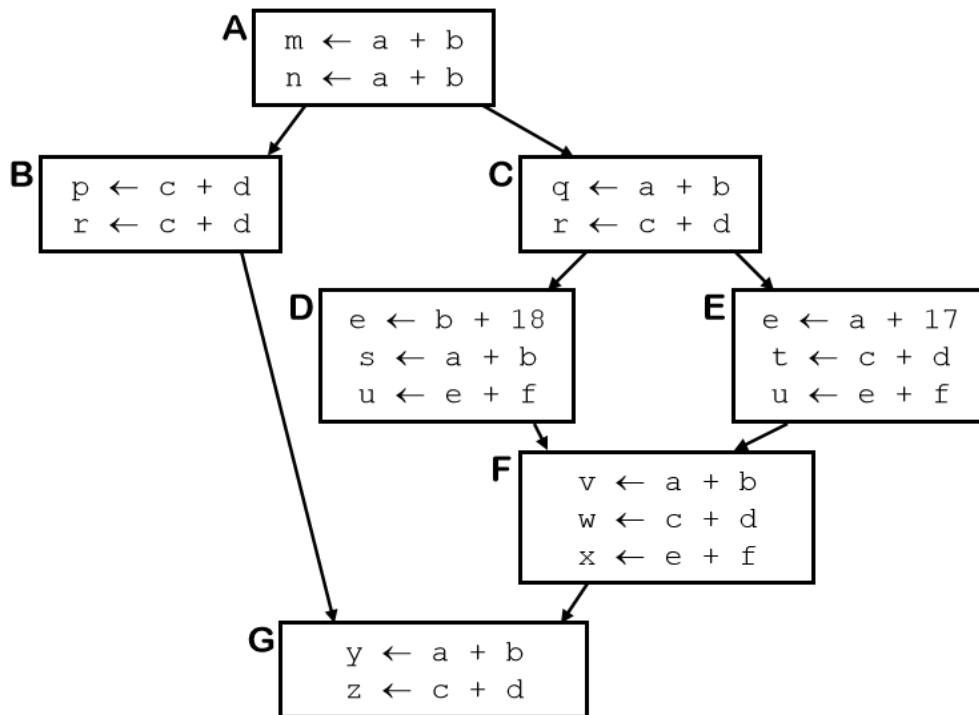 A
m ← a + b
n ← a + b
B
p ← c + d
r ← c + d
C
q ← a + b
r ← c + d
D
e ← b + 18
s ← a + b
u ← e + f
E
e ← a + 17
t ← c + d
u ← e + f
F
v ← a + b
w ← c + d
x ← e + f
G
y ← a + b
z ← c + d